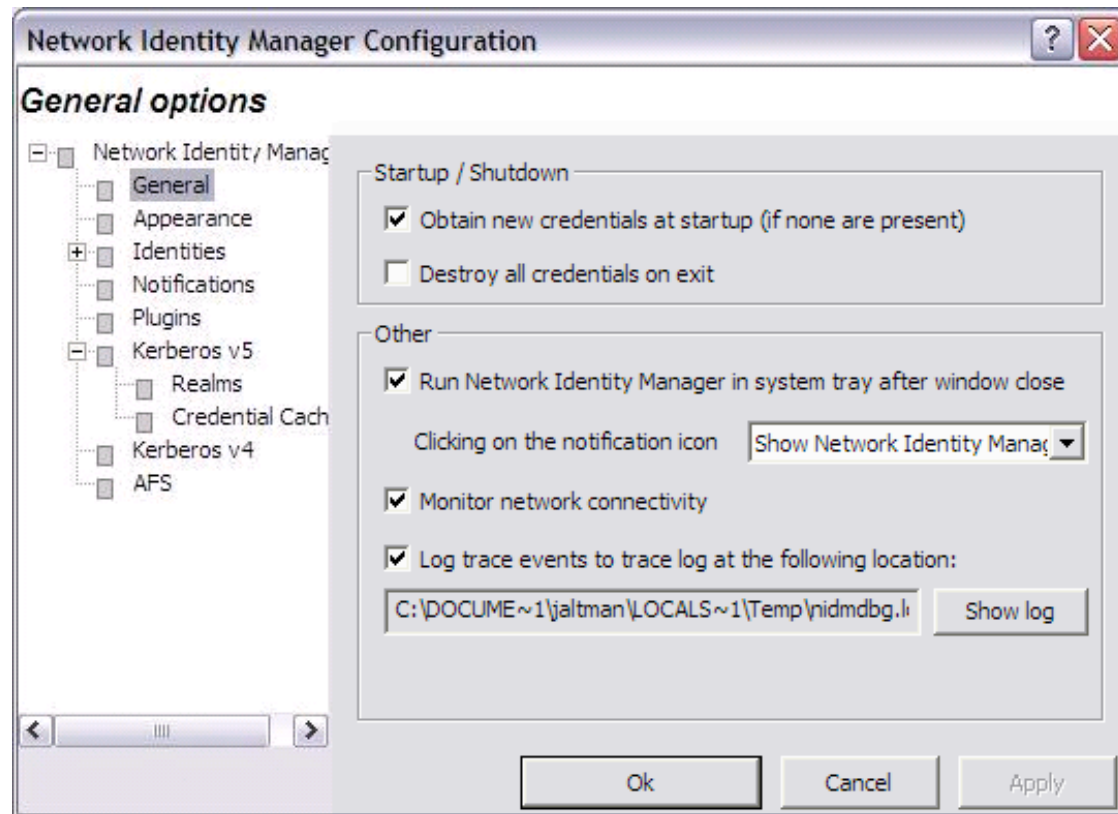 Network Identity Manager Configuration
General options
Network Identity Manag
General
Appearance
Identities
Notifications
Plugins
Kerberos v5
Realms
Credential Cach
Kerberos v4
AFS
Startup / Shutdown
Obtain new credentials at startup (if none are present)
Destroy all credentials on exit
Other
Run Network Identity Manager in system tray after window close
Clicking on the notification icon
Show Network Identity Manag
Monitor network connectivity
Log trace events to trace log at the following location:
C:\DOCUME~1\jaltman\LOCALS~1\Temp\nidmdbg.l
Show log
Ok
Cancel
Apply